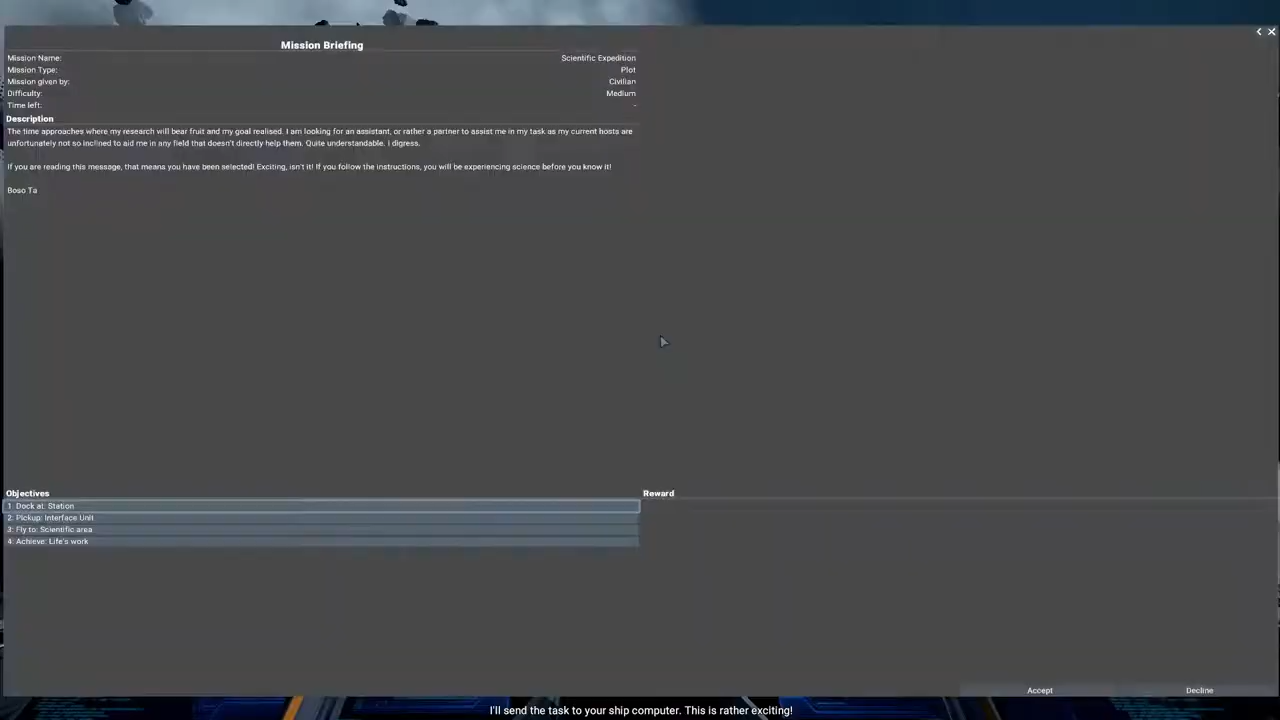 Mission Briefing
Mission Name: Scientific Expedition
Mission Type: Plot
Mission given by: Civilian
Difficulty: Medium
Time left: -
Description
The time approaches where my research will bear fruit and my goal realised. I am looking for an assistant, or rather a partner to assist me in my task as my current hosts are
unfortunately not so inclined to aid me in any field that doesn't directly help them. Quite understandable. I digress.
If you are reading this message, that means you have been selected! Exciting, isn't it! If you follow the instructions, you will be experiencing science before you know it!
Boso Ta
Objectives
1: Dock at: Station
2: Pickup: Interface Unit
3: Fly to: Scientific area
4: Achieve: Life's work
Reward
Accept Decline
I'll send the task to your ship computer. This is rather exciting!